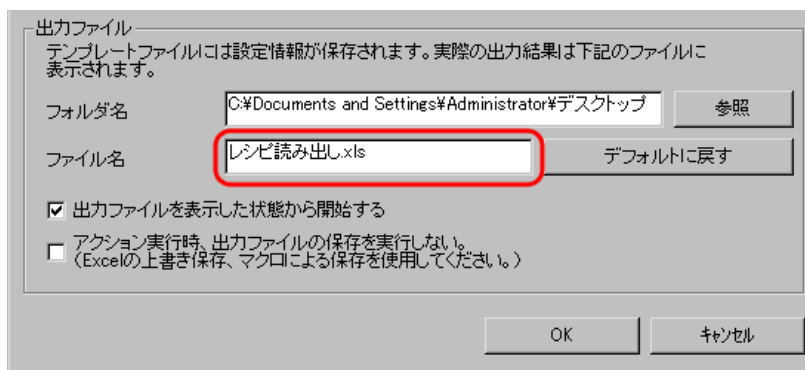 出力ファイル
テンプレートファイルには設定情報が保存されます。実際の出力結果は下記のファイルに
表示されます。
フォルダ名 C:¥Documents and Settings¥Administrator¥デスクトップ 参照
ファイル名 レシピ読み出し.xls デフォルトに戻す
出力ファイルを表示した状態から開始する
アクション実行時、出力ファイルの保存を実行しない。
（Excelの上書き保存、マクロによる保存を使用してください。）
OK キャンセル